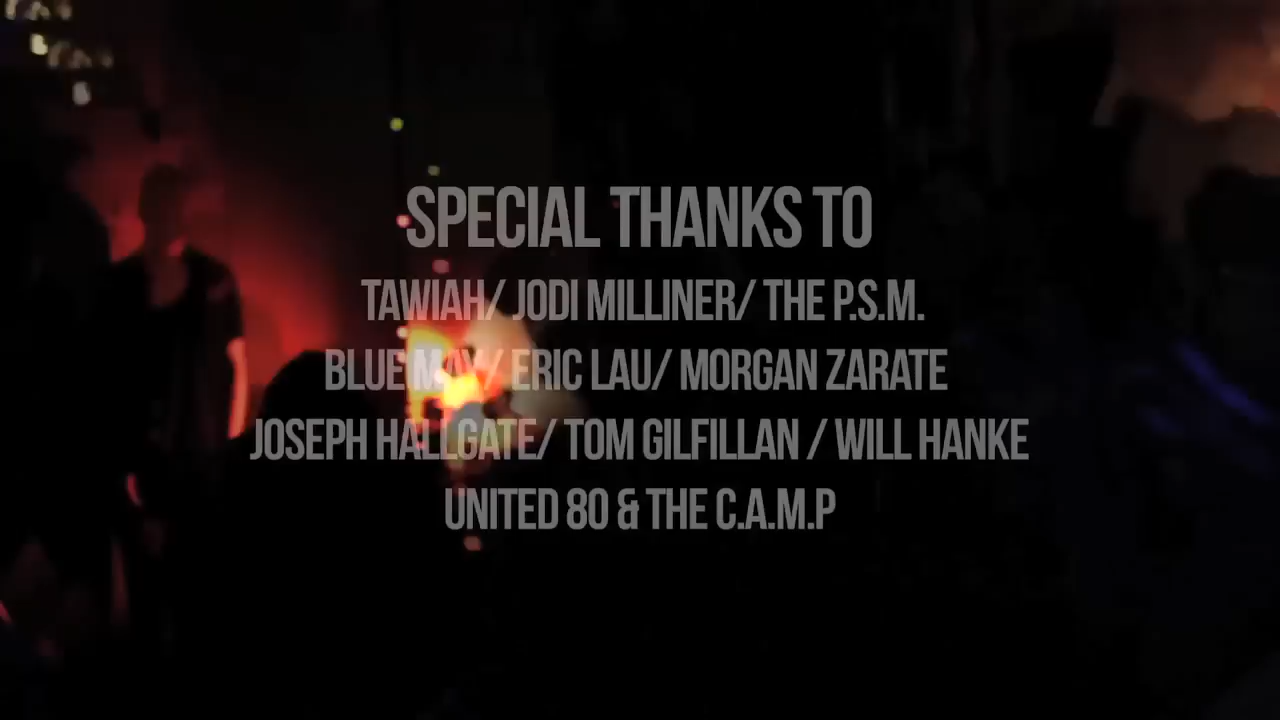 SPECIAL THANKS TO
TAWIAH/ JODI MILLINER/ THE P.S.M.
BLUE MAY/ ERIC LAU/ MORGAN ZARATE
JOSEPH HALLGATE/ TOM GILFILLAN / WILL HANKE
UNITED 80 & THE C.A.M.P